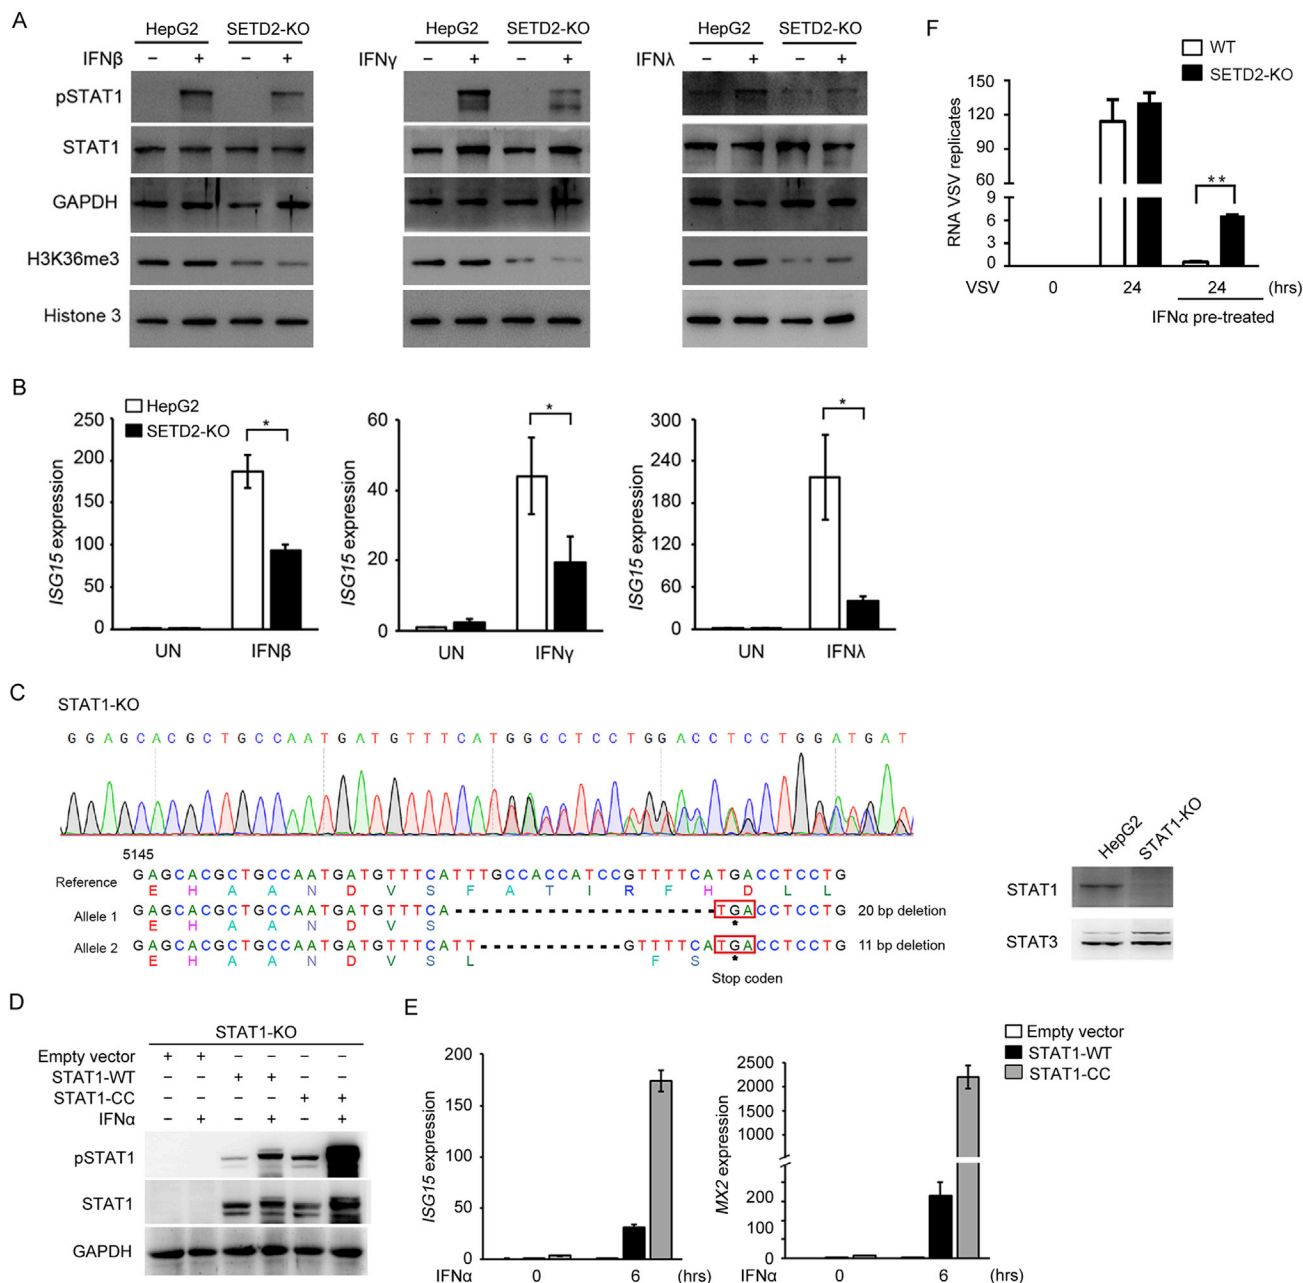 A
HepG2 SETD2-KO
IFNβ − + − +
HepG2 SETD2-KO
IFNγ − + − +
HepG2 SETD2-KO
IFNλ − + − +
pSTAT1
STAT1
GAPDH
H3K36me3
Histone 3
F
WT
SETD2-KO
RNA VSV replicates
150
120
90
60
9
6
3
0
**
VSV 0 24 24 (hrs)
IFNα pre-treated
B
HepG2
SETD2-KO
ISG15 expression
250
200
150
100
50
0
*
UN IFNβ
ISG15 expression
60
40
20
0
*
UN IFNγ
ISG15 expression
300
240
180
120
60
0
*
UN IFNλ
C
STAT1-KO
G G A G C A C G C T G C C A A T G A T G T T T C A T G G C C T C C T G G A C C T C C T G G A T G A T
5145
Reference GAGCACGCTGCCAATGATGTTTCATTTGCCACCATCCGTTTTCATGACCTCCTG
E H A A N D V S F A T I R F H D L L
Allele 1 GAGCACGCTGCCAATGATGTTTCA----------------TGACCTCCTG 20 bp deletion
E H A A N D V S *
Allele 2 GAGCACGCTGCCAATGATGTTTCATT---------GTTTTCATGACCTCCTG 11 bp deletion
E H A A N D V S L F S *
Stop coden
HepG2 STAT1-KO
STAT1
STAT3
D
STAT1-KO
Empty vector + + − − − −
STAT1-WT − − + + − −
STAT1-CC − − − − + +
IFNα − + − + − +
pSTAT1
STAT1
GAPDH
E
ISG15 expression
200
150
100
50
0
IFNα 0 6 (hrs)
MX2 expression
2500
2000
1500
1000
500
200
100
0
IFNα 0 6 (hrs)
Empty vector
STAT1-WT
STAT1-CC